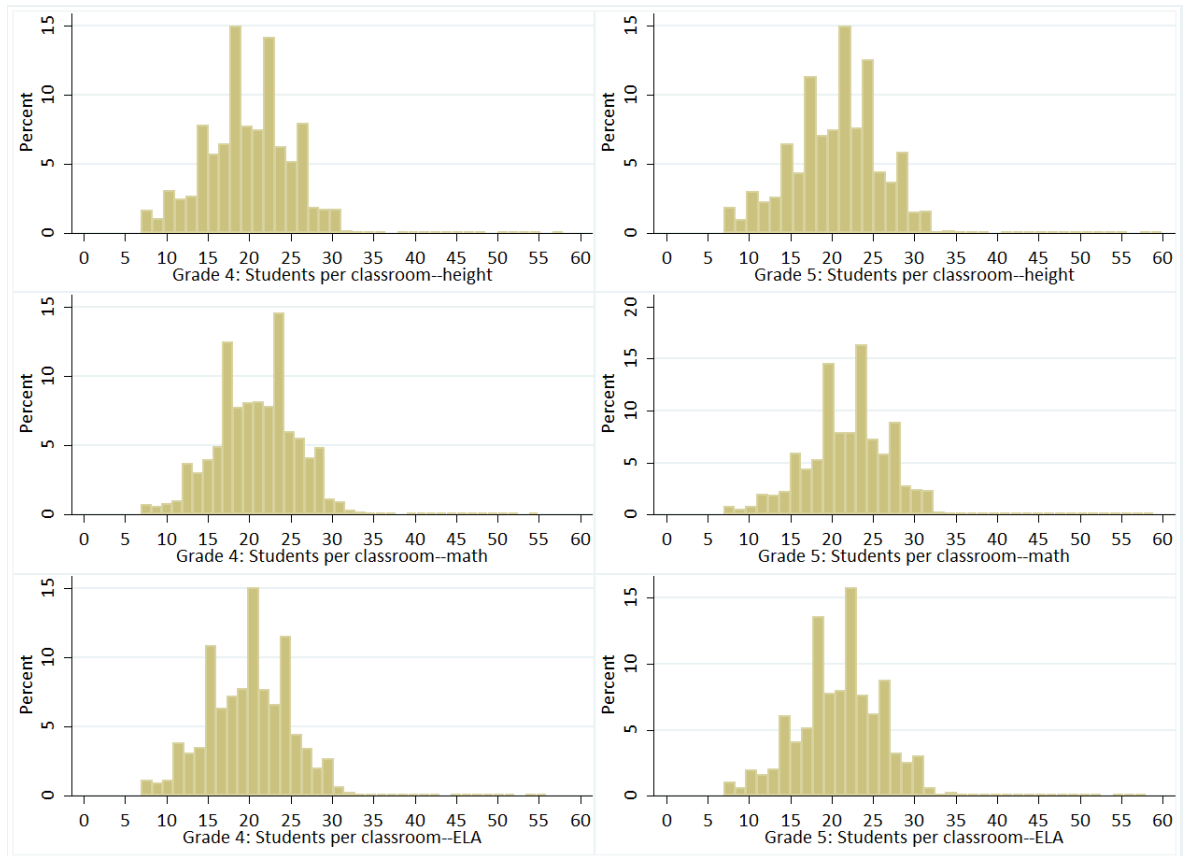 15
10
5
0
Percent
0 5 10 15 20 25 30 35 40 45 50 55 60
Grade 4: Students per classroom--height
15
10
5
0
Percent
0 5 10 15 20 25 30 35 40 45 50 55 60
Grade 5: Students per classroom--height
15
10
5
0
Percent
0 5 10 15 20 25 30 35 40 45 50 55 60
Grade 4: Students per classroom--math
20
15
10
5
0
Percent
0 5 10 15 20 25 30 35 40 45 50 55 60
Grade 5: Students per classroom--math
15
10
5
0
Percent
0 5 10 15 20 25 30 35 40 45 50 55 60
Grade 4: Students per classroom--ELA
15
10
5
0
Percent
0 5 10 15 20 25 30 35 40 45 50 55 60
Grade 5: Students per classroom--ELA